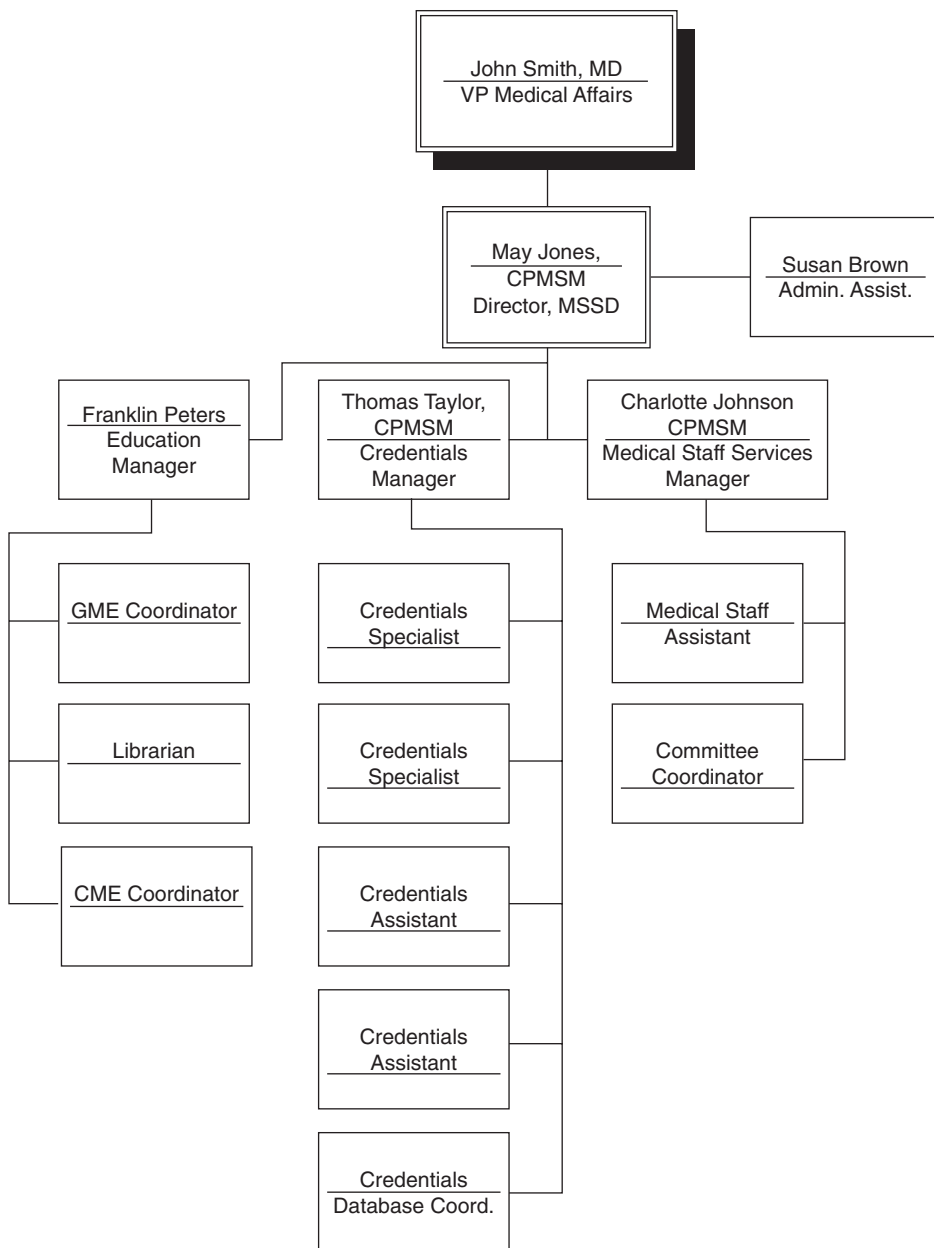 John Smith, MD
VP Medical Affairs
May Jones,
CPMSM
Director, MSSD
Susan Brown
Admin. Assist.
Franklin Peters
Education
Manager
Thomas Taylor,
CPMSM
Credentials
Manager
Charlotte Johnson
CPMSM
Medical Staff Services
Manager
GME Coordinator
Librarian
CME Coordinator
Credentials
Specialist
Credentials
Specialist
Credentials
Assistant
Credentials
Assistant
Credentials
Database Coord.
Medical Staff
Assistant
Committee
Coordinator